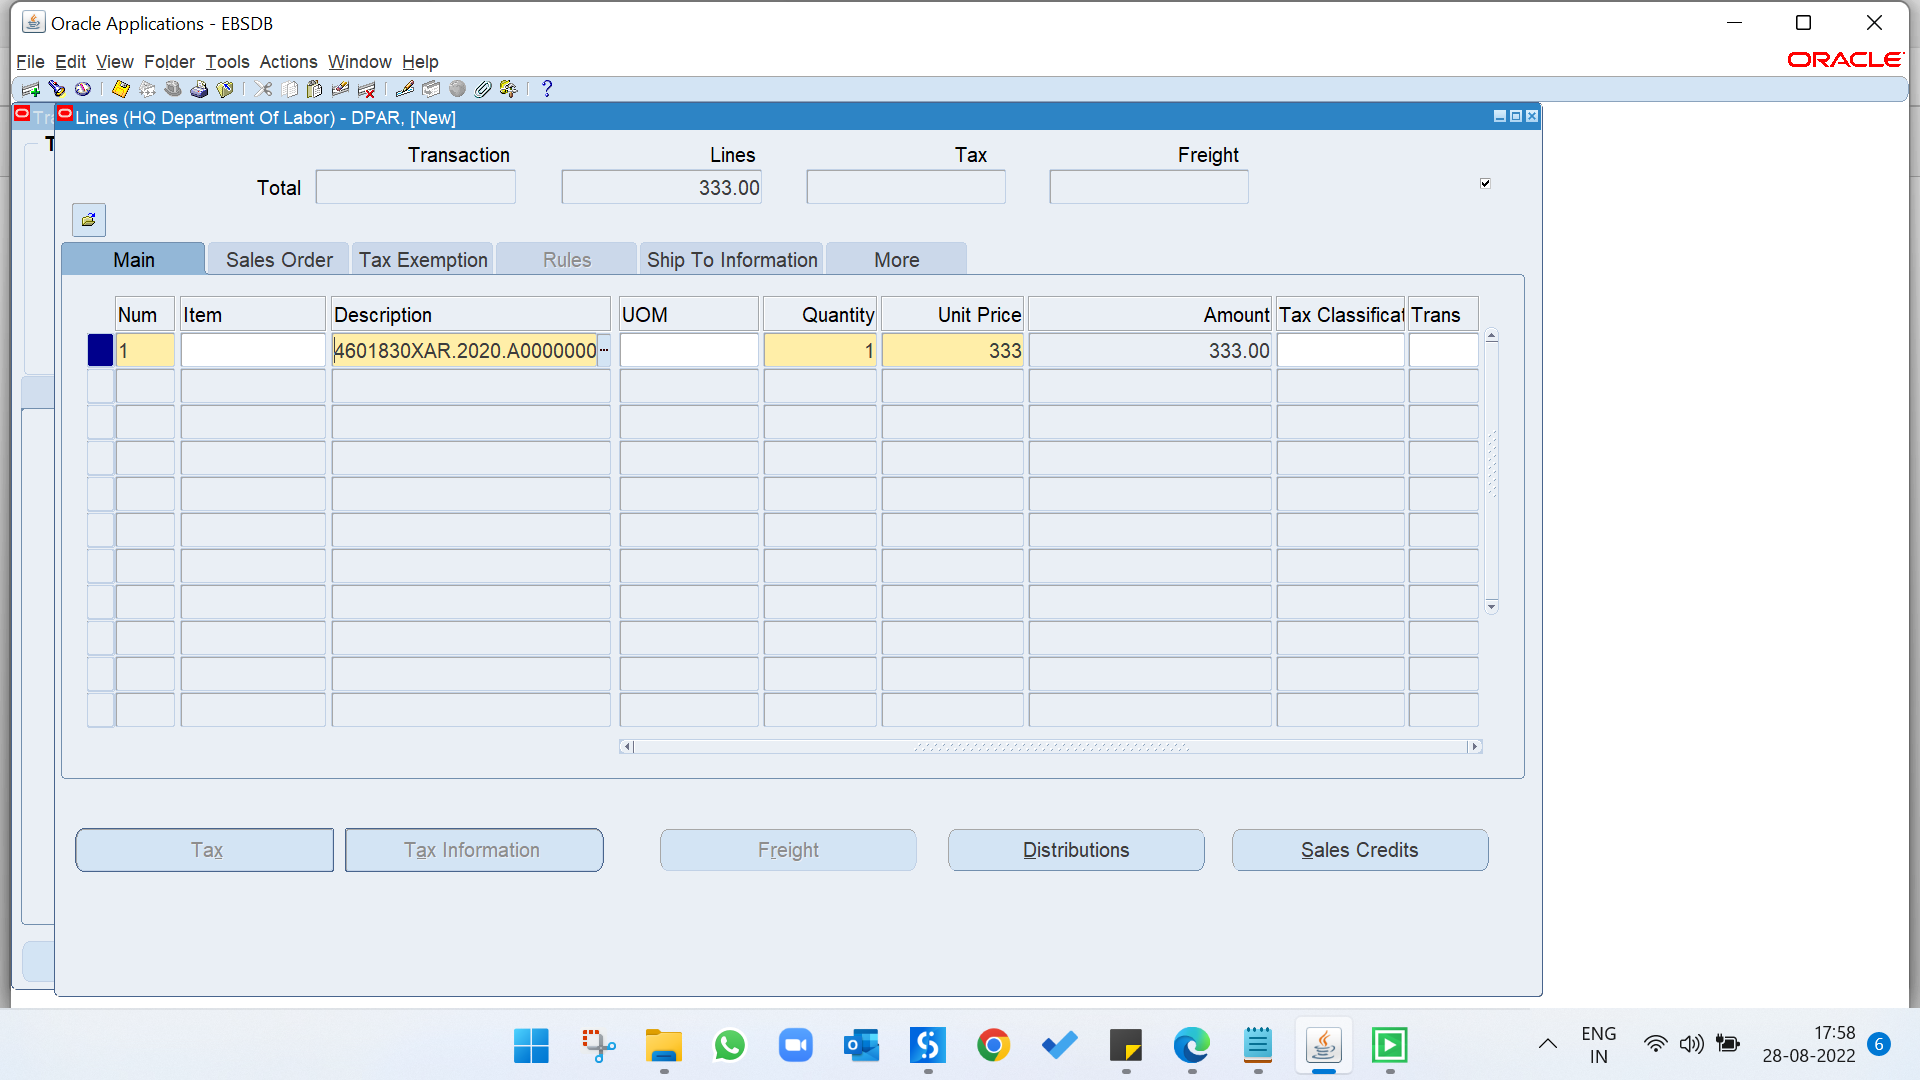 Oracle Applications - EBSDB
File Edit View Folder Tools Actions Window Help
ORACLE
Lines (HQ Department Of Labor) - DPAR, [New]
Transaction Lines Tax Freight
Total 333.00
Main Sales Order Tax Exemption Rules Ship To Information More
Num Item Description UOM Quantity Unit Price Amount Tax Classificat Trans
1 4601830XAR.2020.A0000000 1 333 333.00
Tax Tax Information Freight Distributions Sales Credits
ENG
IN
17:58
28-08-2022
6